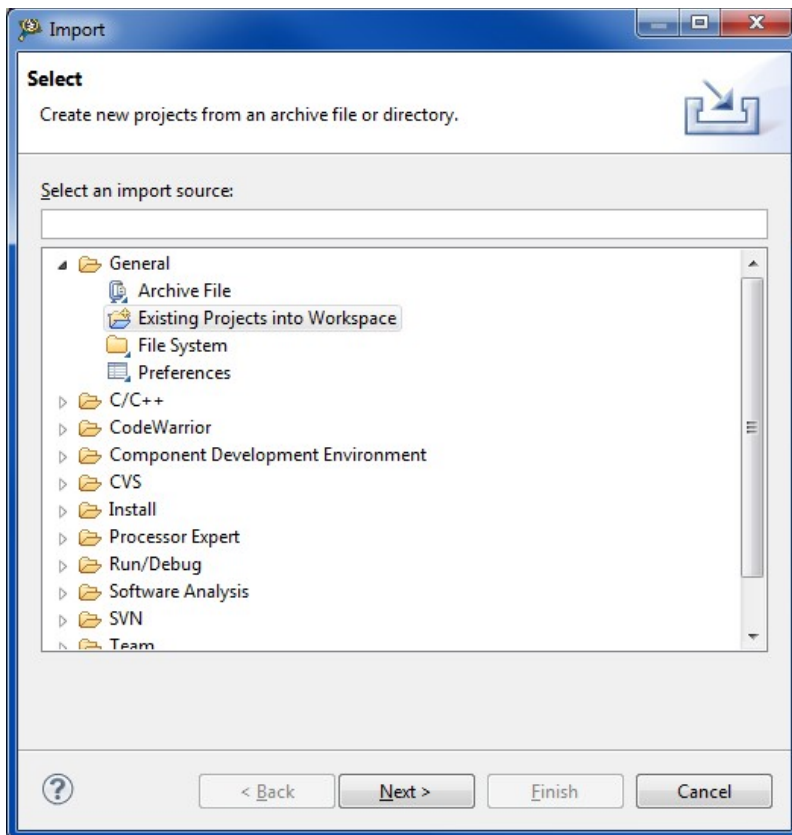 Import
Select
Create new projects from an archive file or directory.
Select an import source:
General
Archive File
Existing Projects into Workspace
File System
Preferences
C/C++
CodeWarrior
Component Development Environment
CVS
Install
Processor Expert
Run/Debug
Software Analysis
SVN
Team
?
< Back Next > Finish Cancel